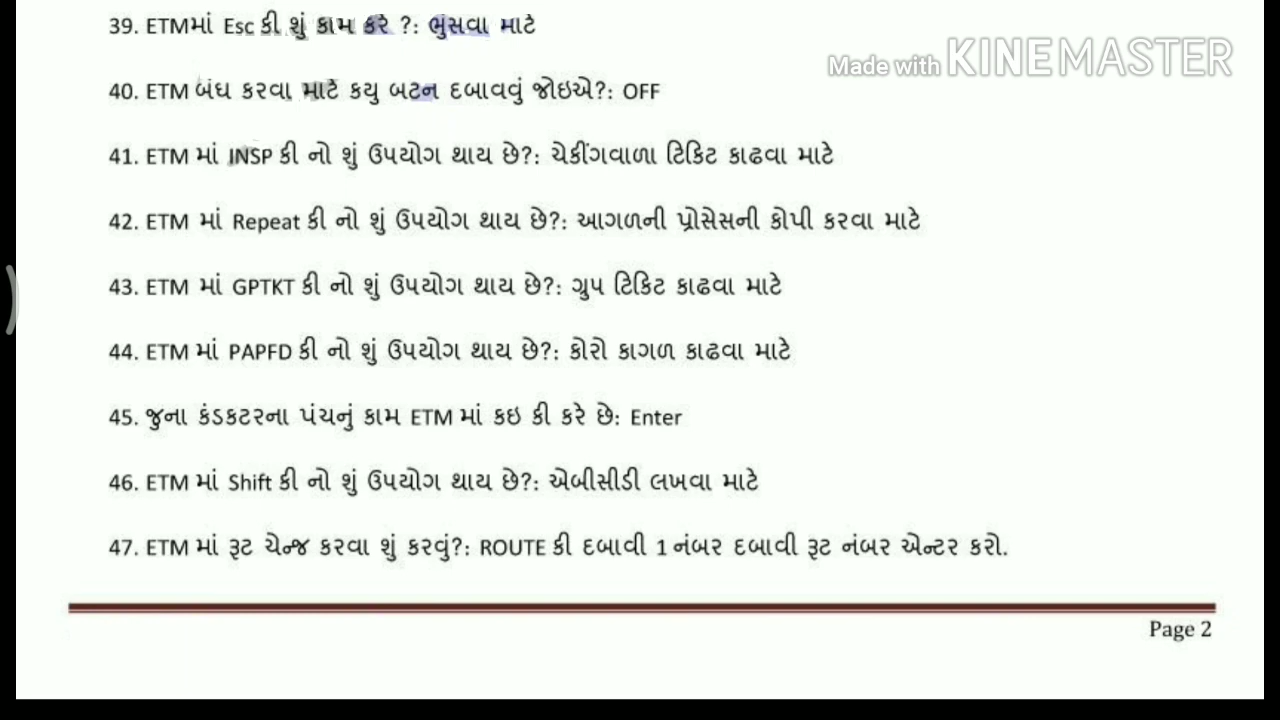 39. ETMમાં Esc કી શું કામ કરે ?: ભુંસવા માટે
Made with KINEMASTER
40. ETM બંધ કરવા માટે કયુ બટન દબાવવું જોઇએ?: OFF
41. ETM માં INSP કી નો શું ઉપયોગ થાય છે?: ચેકીંગવાળા ટિકિટ કાઢવા માટે
42. ETM માં Repeat કી નો શું ઉપયોગ થાય છે?: આગળની પ્રોસેસની કોપી કરવા માટે
43. ETM માં GPTKT કી નો શું ઉપયોગ થાય છે?: ગ્રુપ ટિકિટ કાઢવા માટે
44. ETM માં PAPFD કી નો શું ઉપયોગ થાય છે?: કોરો કાગળ કાઢવા માટે
45. જુના કંડકટરના પંચનું કામ ETM માં કઇ કી કરે છે: Enter
46. ETM માં Shift કી નો શું ઉપયોગ થાય છે?: એબીસીડી લખવા માટે
47. ETM માં રૂટ ચેન્જ કરવા શું કરવું?: ROUTE કી દબાવી 1 નંબર દબાવી રૂટ નંબર એન્ટર કરો.
Page 2